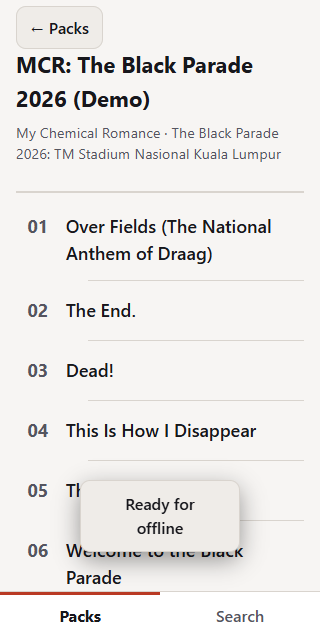 ← Packs
MCR: The Black Parade
2026 (Demo)
My Chemical Romance · The Black Parade
2026: TM Stadium Nasional Kuala Lumpur
01 Over Fields (The National
Anthem of Draag)
02 The End.
03 Dead!
04 This Is How I Disappear
05
Ready for
offline
06 Welcome to the Black
Parade
Packs Search